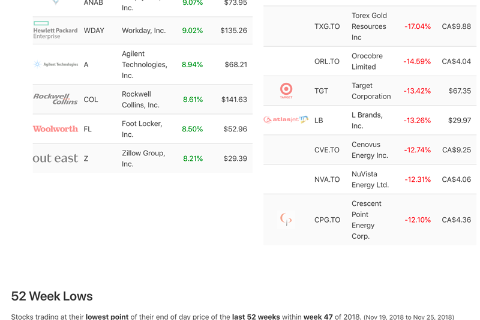 ANAB 9.07% $73.95
Hewlett Packard
Enterprise
WDAY Workday, Inc. 9.02% $135.26
Agilent Technologies A
Agilent
Technologies,
Inc.
8.94% $68.21
Rockwell
Collins
COL
Rockwell
Collins, Inc.
8.61% $141.63
Woolworth FL
Foot Locker,
Inc.
8.50% $52.96
out east Z
Zillow Group,
Inc.
8.21% $29.39
TXG.TO
Torex Gold
Resources
Inc
-17.04% CA$9.88
ORL.TO
Orocobre
Limited
-14.59% CA$4.04
TARGET
TGT
Target
Corporation
-13.42% $67.35
atlasjet LB
L Brands,
Inc.
-13.26% $29.97
CVE.TO
Cenovus
Energy Inc.
-12.74% CA$9.25
NVA.TO
NuVista
Energy Ltd.
-12.31% CA$4.06
CPG.TO
Crescent
Point
Energy
Corp.
-12.10% CA$4.36
52 Week Lows
Stocks trading at their lowest point of their end of day price of the last 52 weeks within week 47 of 2018. (Nov 19, 2018 to Nov 25, 2018)